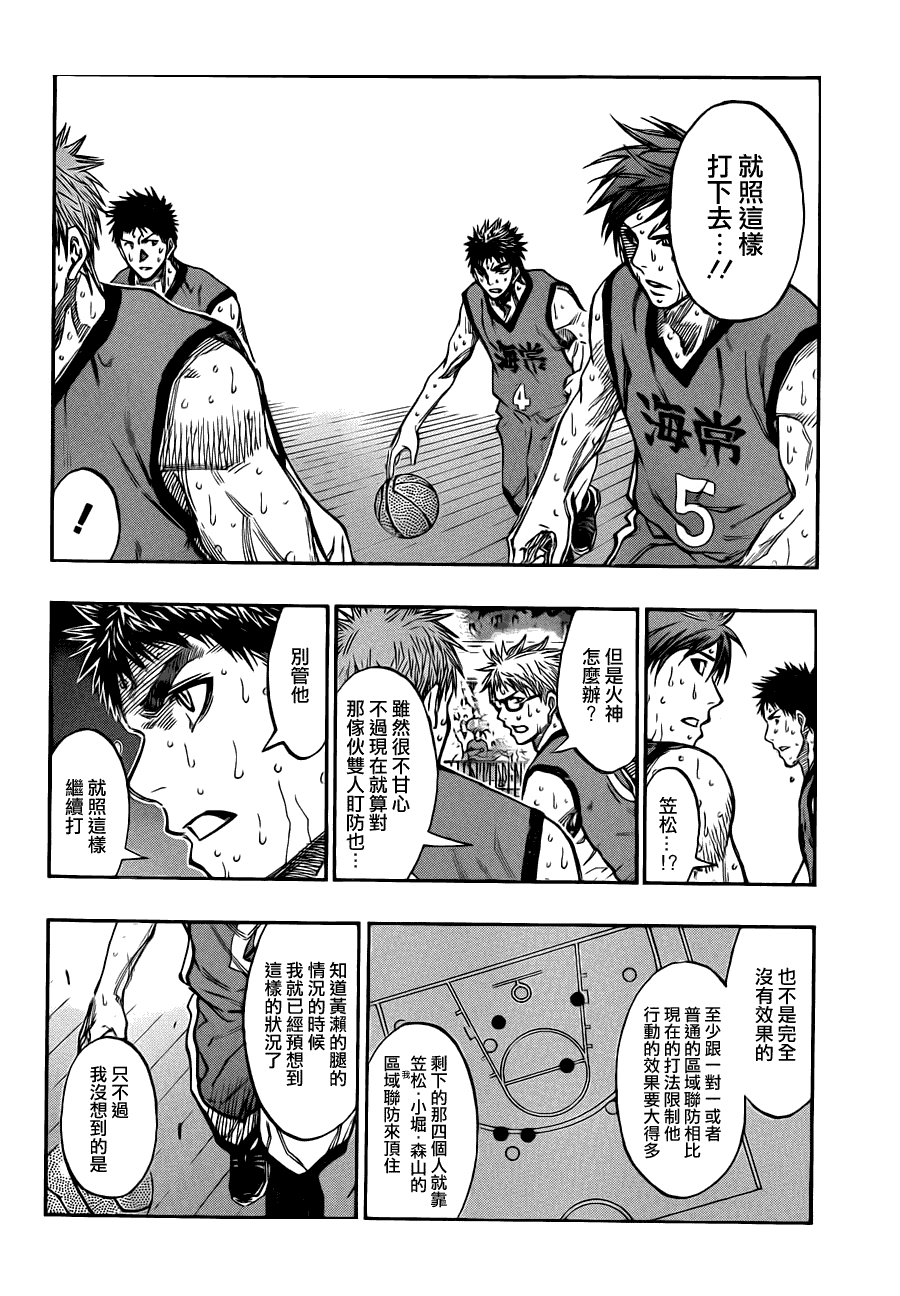 就照這樣
打下去…!!
海常
4
海常
5
!
笠松…!?
但是火神
怎麼辦?
雖然很不甘心
不過現在就算對
那傢伙雙人盯防也…
別管他
就照這樣
繼續打
也不是完全
沒有效果的
至少跟一對一或者
普通的區域聯防相比
現在的打法限制他
行動的效果要大得多
剩下的那四個人就靠
我
笠松·小堀·森山的
區域聯防來頂住
知道黃瀨的腿的
情況的時候
我就已經預想到
這樣的狀況了
只不過
我沒想到的是